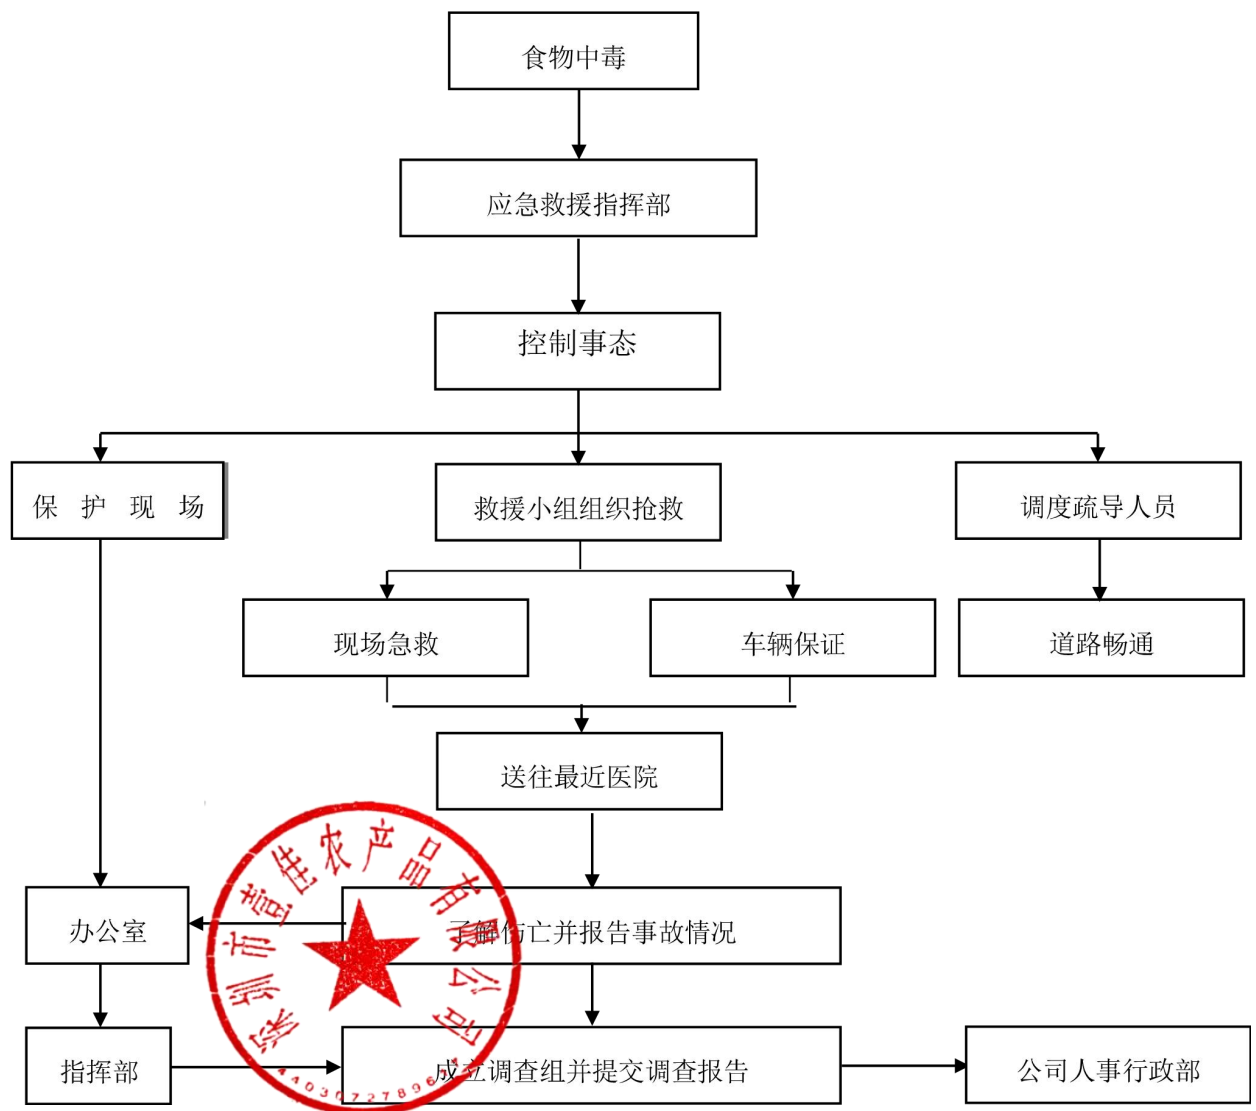 食物中毒
应急救援指挥部
控制事态
保 护 现 场
救援小组组织抢救
调度疏导人员
现场急救
车辆保证
道路畅通
送往最近医院
办公室
了解伤亡并报告事故情况
指挥部
成立调查组并提交调查报告
公司人事行政部
深圳市壹佳农产品有限公司